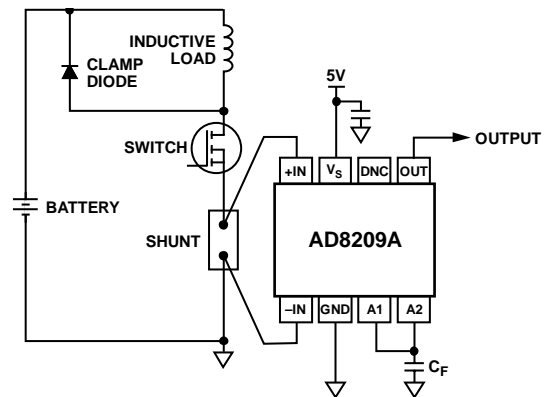 INDUCTIVE
LOAD
CLAMP
DIODE
5V
OUTPUT
SWITCH
+IN
VS
DNC
OUT
BATTERY
SHUNT
AD8209A
–IN
GND
A1
A2
CF